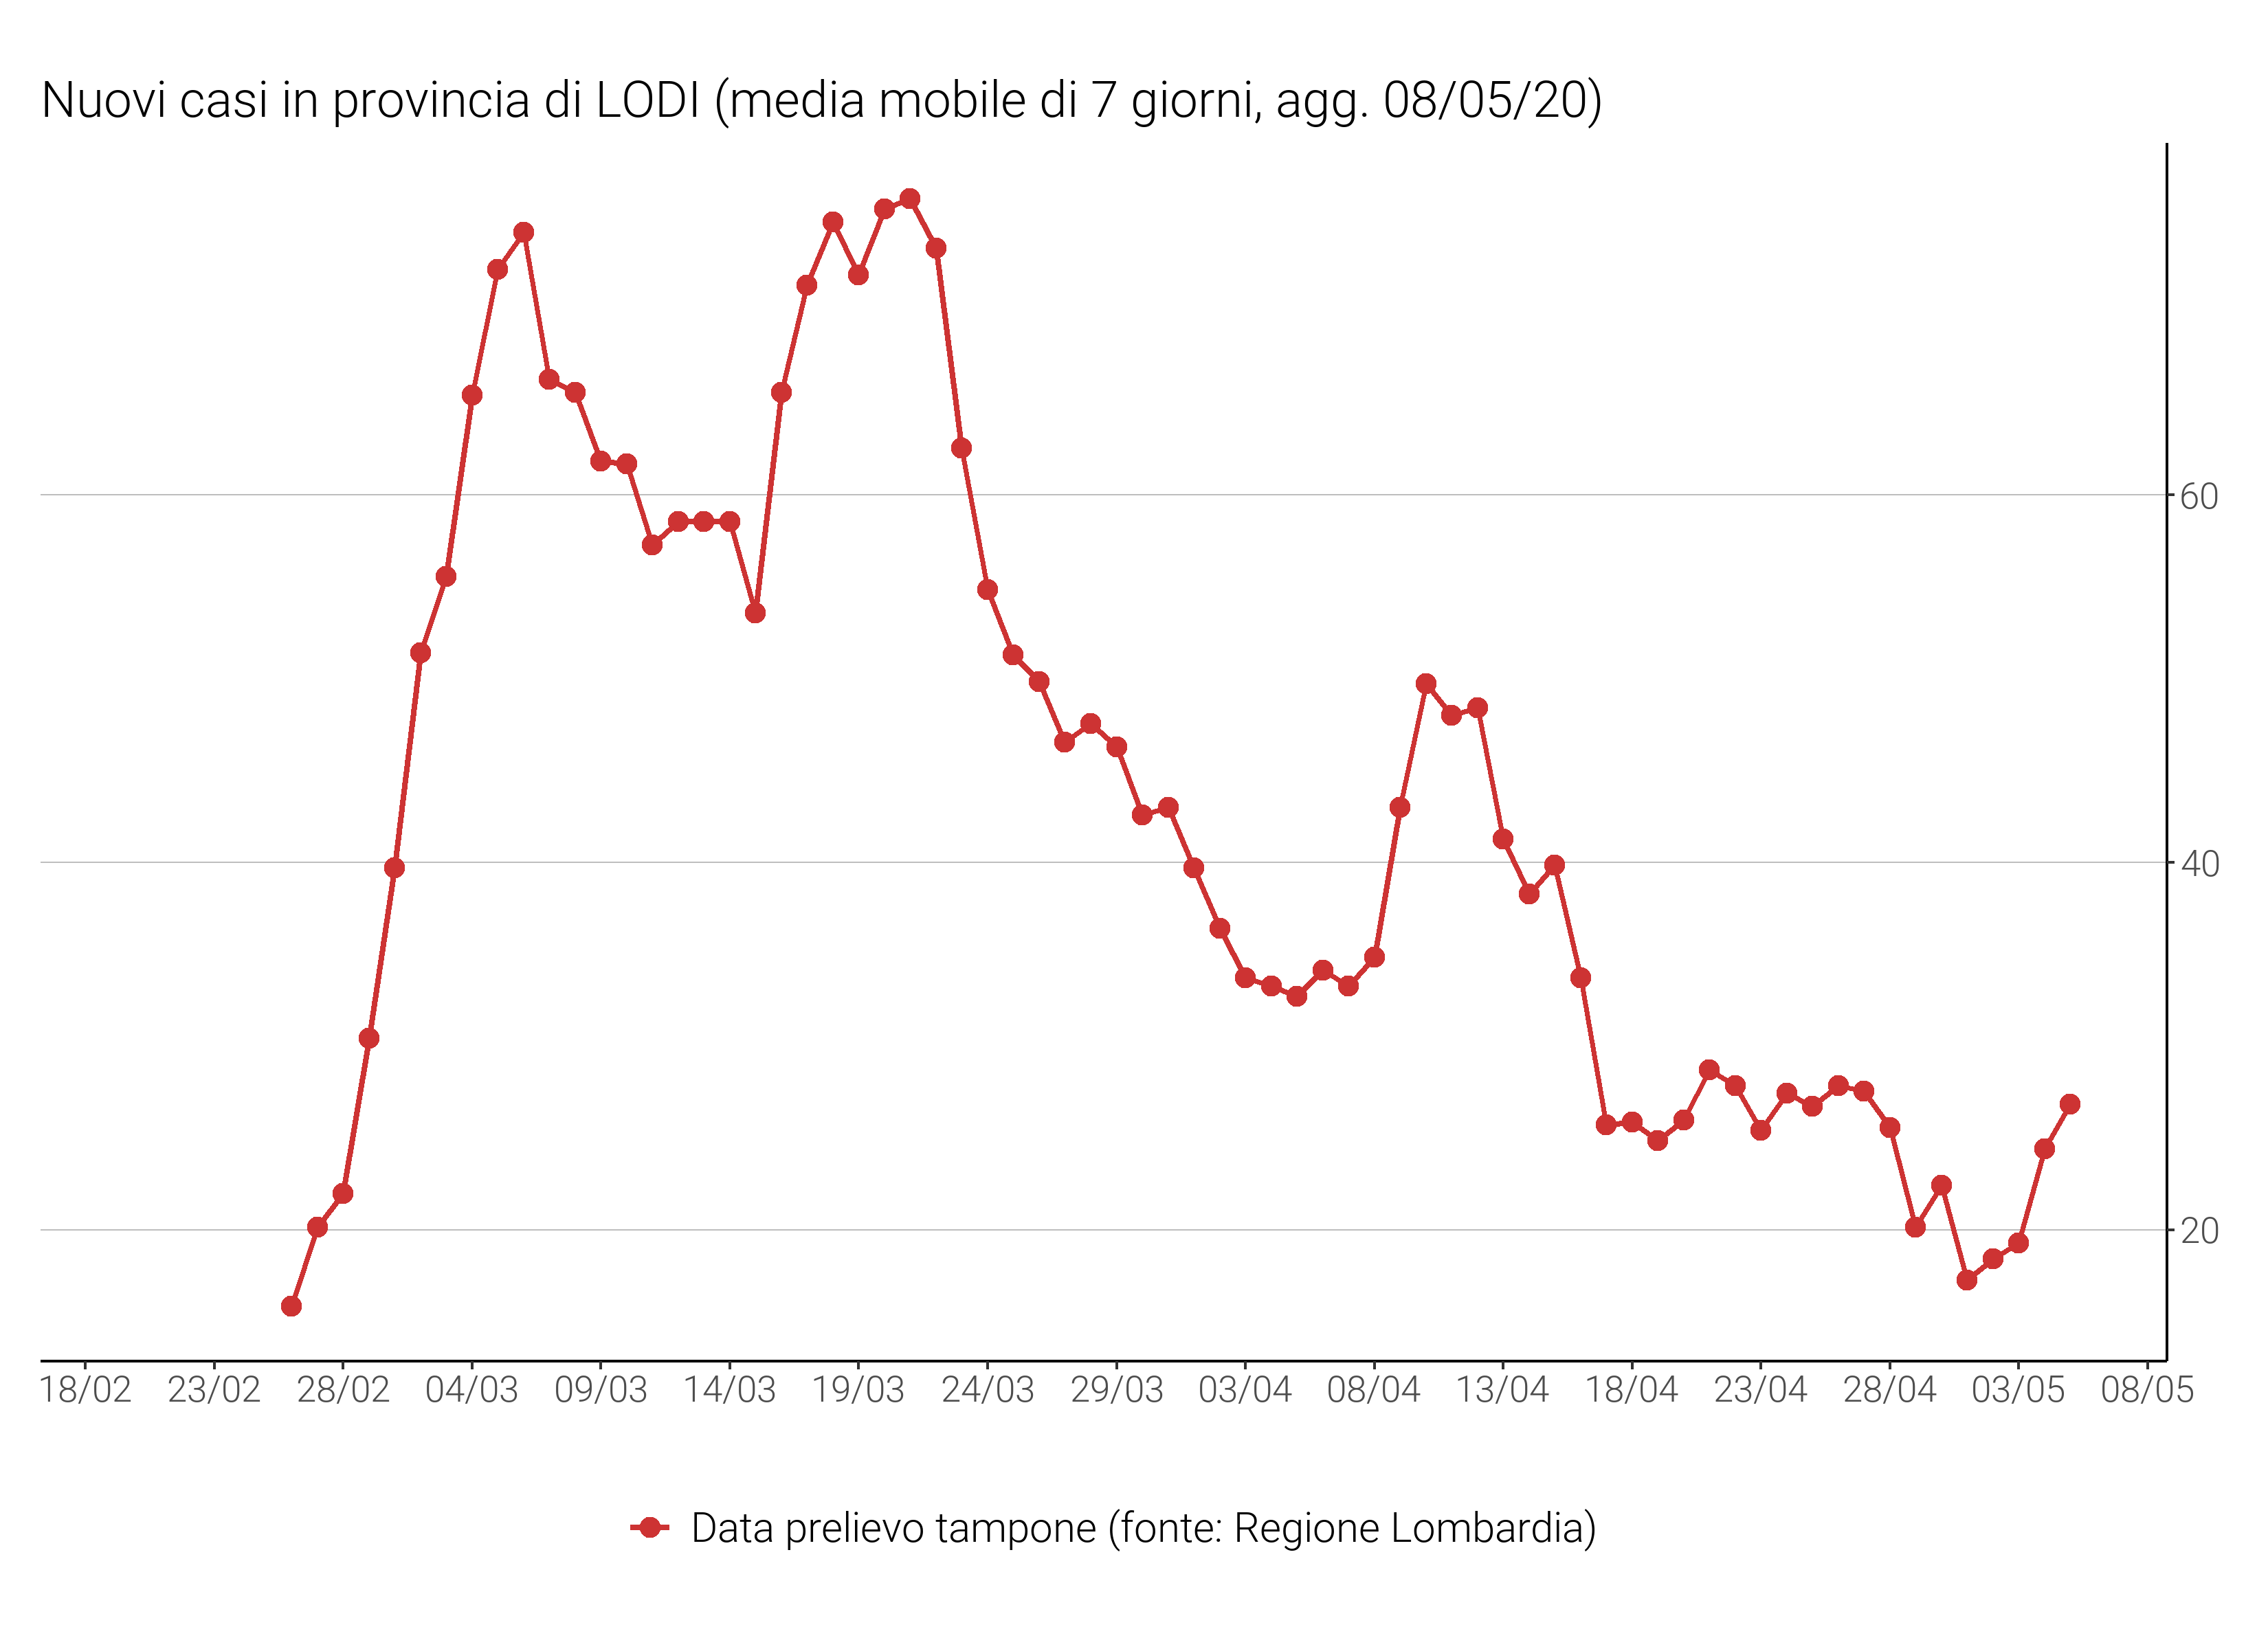 Nuovi casi in provincia di LODI (media mobile di 7 giorni, agg. 08/05/20)
60
40
20
18/02 23/02 28/02 04/03 09/03 14/03 19/03 24/03 29/03 03/04 08/04 13/04 18/04 23/04 28/04 03/05 08/05
Data prelievo tampone (fonte: Regione Lombardia)